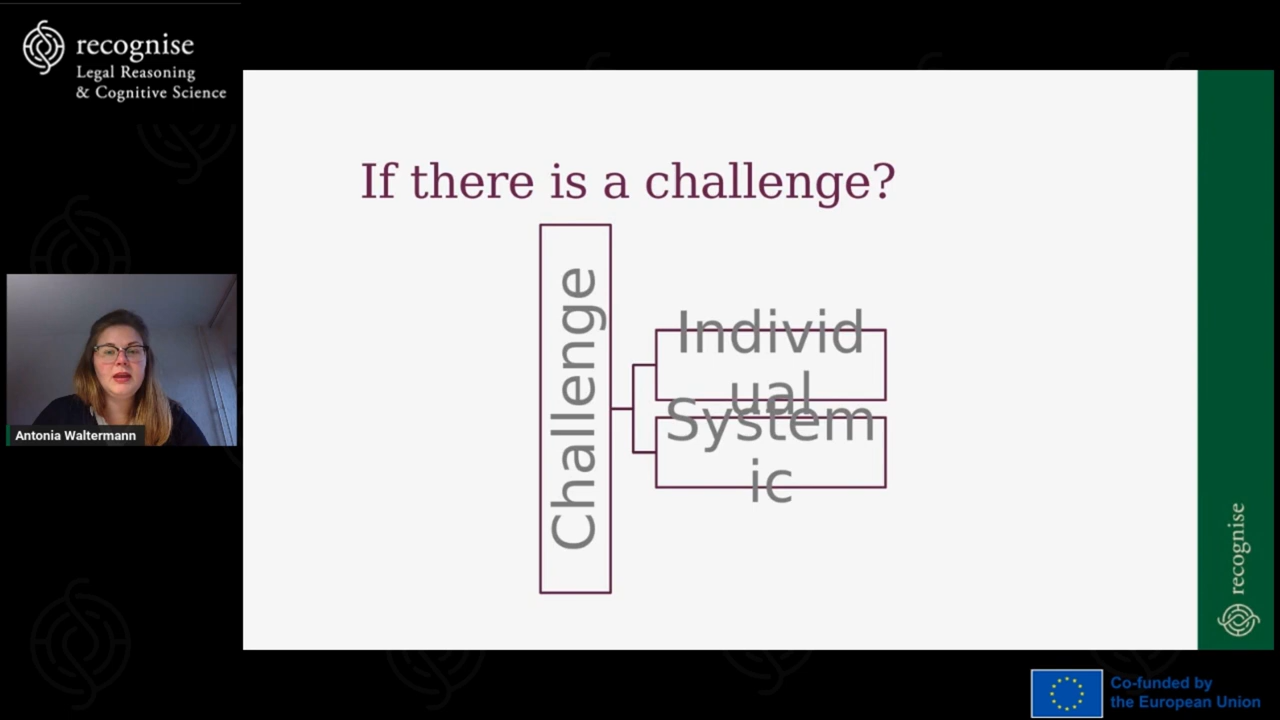 recognise
Legal Reasoning
& Cognitive Science
If there is a challenge?
Challenge
Individ
ual
System
ic
Antonia Waltermann
recognise
Co-funded by
the European Union